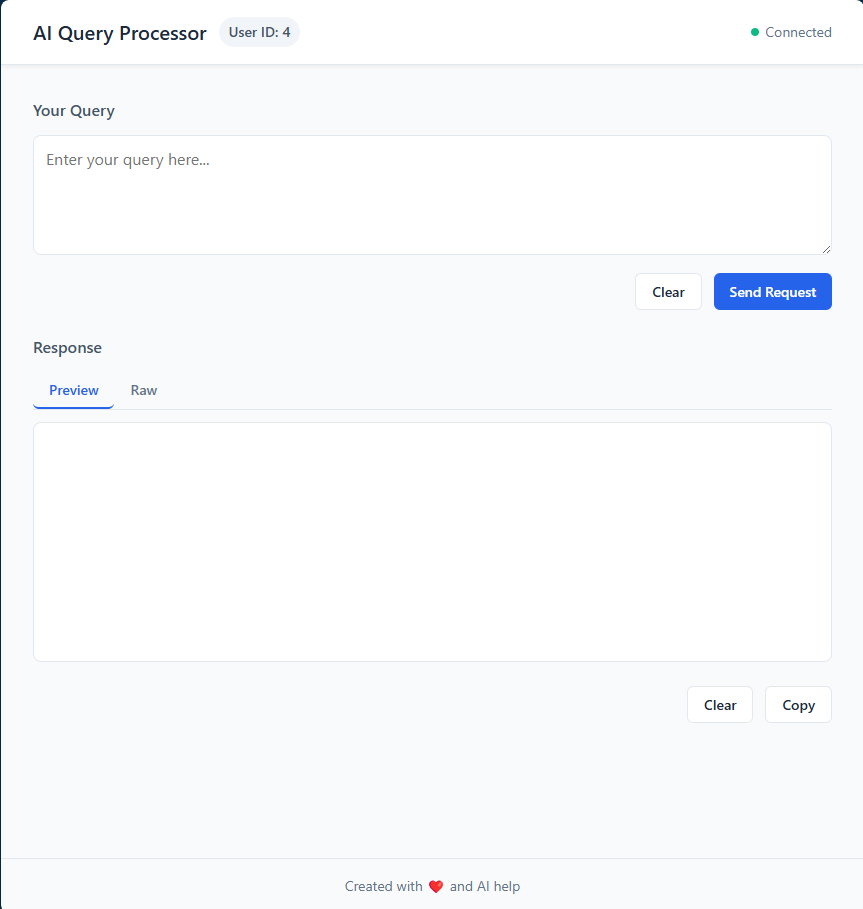 AI Query Processor User ID: 4 Connected
Your Query
Enter your query here...
Clear Send Request
Response
Preview Raw
Clear Copy
Created with ❤️ and AI help